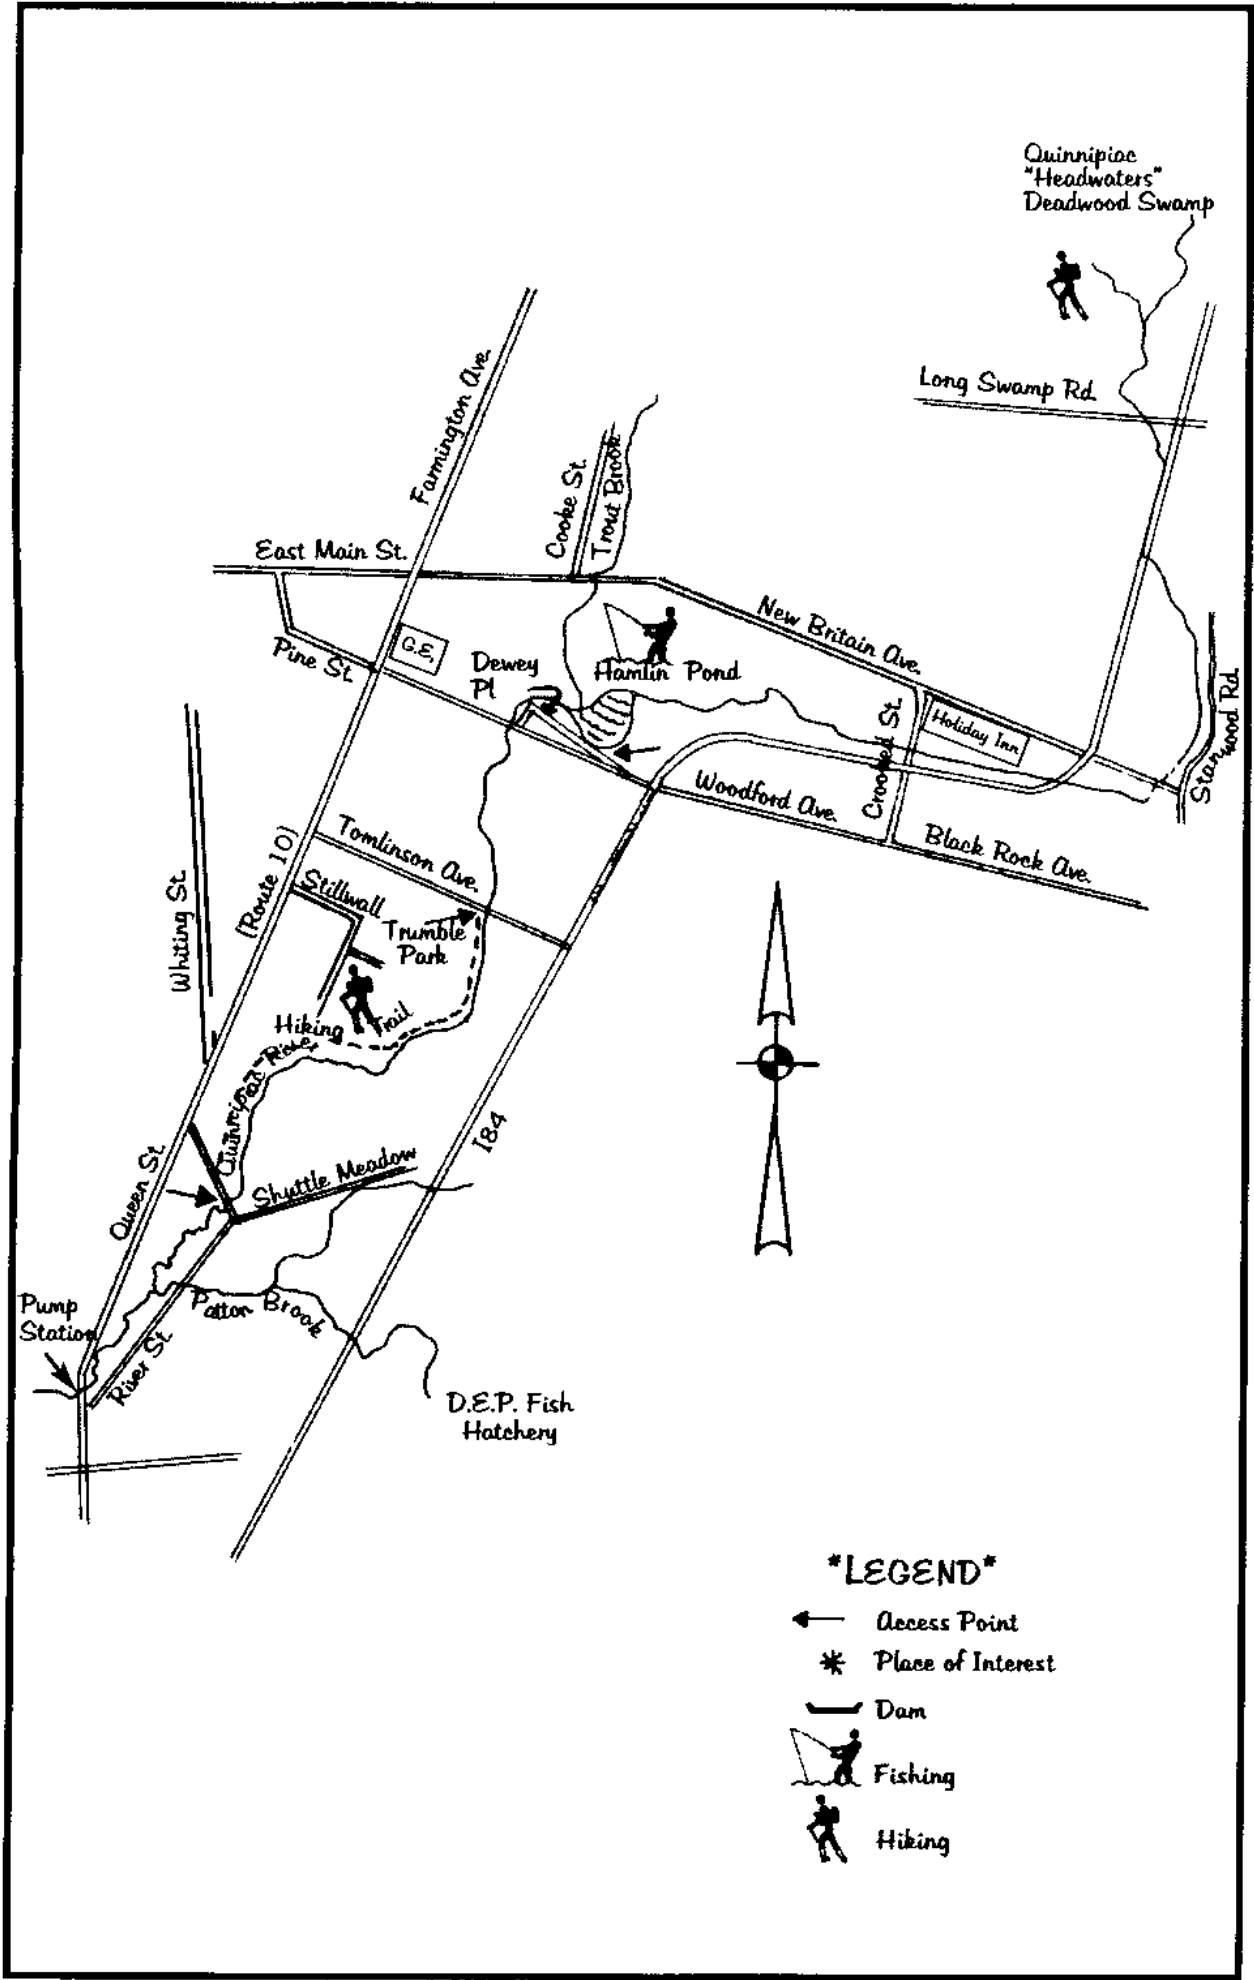 Quinnipiac
"Headwaters"
Deadwood Swamp
Long Swamp Rd.
Farmington Ave.
Cooke St.
Trout Brook
East Main St.
New Britain Ave.
G.E.
Pine St.
Dewey
Pl
Hamlin Pond
Crooked St.
Holiday Inn
Stanwood Rd.
Woodford Ave.
Black Rock Ave.
Tomlinson Ave.
(Route 10)
Stillwall
Whiting St.
Trumble
Park
Hiking Trail
Quinnipiac River
I84
Queen St.
Shuttle Meadow
Patton Brook
Pump
Station
River St.
D.E.P. Fish
Hatchery
*LEGEND*
Access Point
Place of Interest
Dam
Fishing
Hiking